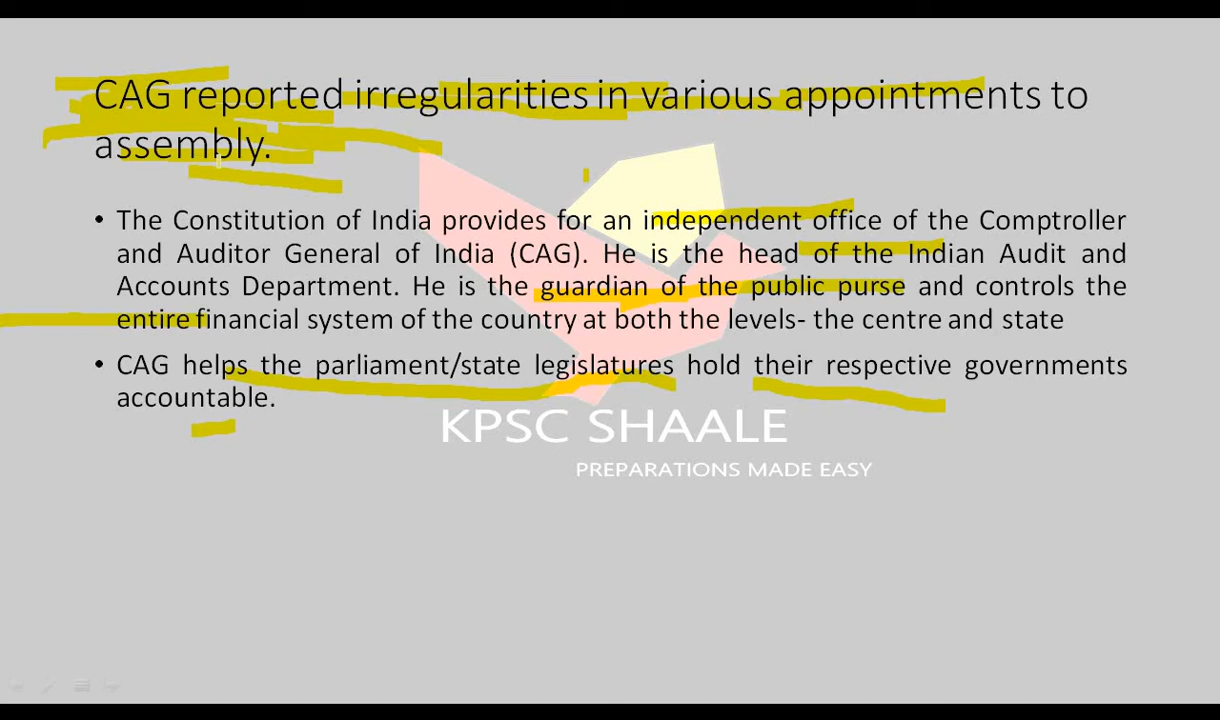 CAG reported irregularities in various appointments to
assembly.
• The Constitution of India provides for an independent office of the Comptroller
and Auditor General of India (CAG). He is the head of the Indian Audit and
Accounts Department. He is the guardian of the public purse and controls the
entire financial system of the country at both the levels- the centre and state
• CAG helps the parliament/state legislatures hold their respective governments
accountable.
KPSC SHAALE
PREPARATIONS MADE EASY